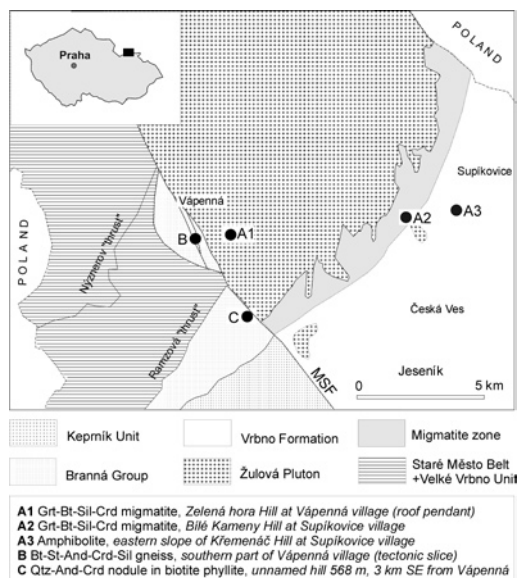 POLAND
Praha
Supíkovice
Vápenná
A1
A2
A3
B
POLAND
Nýznerov "thrust"
Česká Ves
C
Ramzová "thrust"
Jeseník
MSF
0 5 km
Keprník Unit
Vrbno Formation
Migmatite zone
Branná Group
Žulová Pluton
Staré Město Belt
+Velké Vrbno Unit
A1 Grt-Bt-Sil-Crd migmatite, Zelená hora Hill at Vápenná village (roof pendant)
A2 Grt-Bt-Sil-Crd migmatite, Bílé Kameny Hill at Supíkovice village
A3 Amphibolite, eastern slope of Křemenáč Hill at Supíkovice village
B Bt-St-And-Crd-Sil gneiss, southern part of Vápenná village (tectonic slice)
C Qtz-And-Crd nodule in biotite phyllite, unnamed hill 568 m, 3 km SE from Vápenná